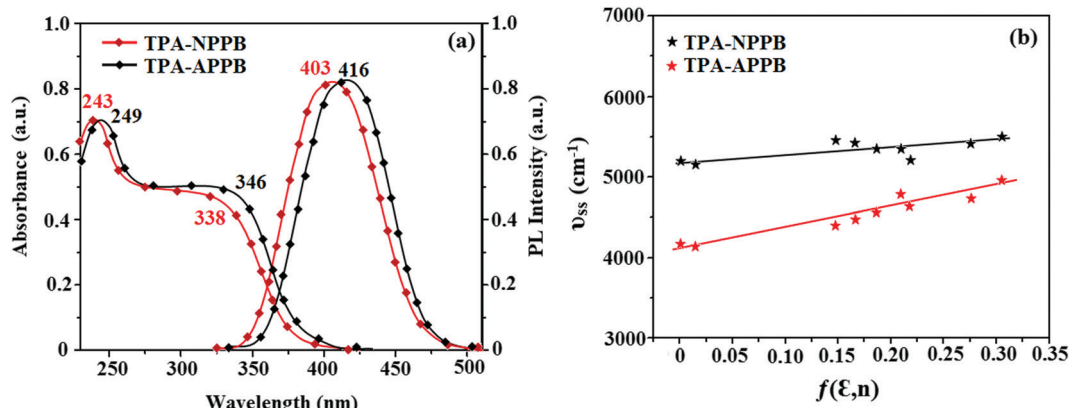 (a)
TPA-NPPB
TPA-APPB
403
416
243
249
346
338
1.0
0.8
0.6
0.4
0.2
0
1.0
0.8
0.6
0.4
0.2
0
Absorbance (a.u.)
PL Intensity (a.u.)
250 300 350 400 450 500
Wavelength (nm)
(b)
TPA-NPPB
TPA-APPB
7000
6000
5000
4000
3000
υss (cm⁻¹)
0 0.05 0.10 0.15 0.20 0.25 0.30 0.35
f(Ɛ,n)